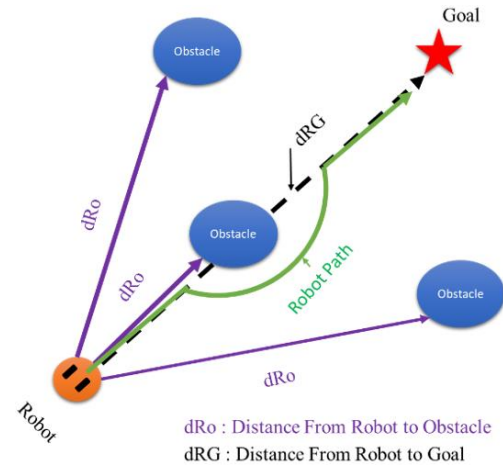 Goal
Obstacle
dRG
dRo
Obstacle
dRo
Robot Path
Obstacle
dRo
Robot
dRo : Distance From Robot to Obstacle
dRG : Distance From Robot to Goal